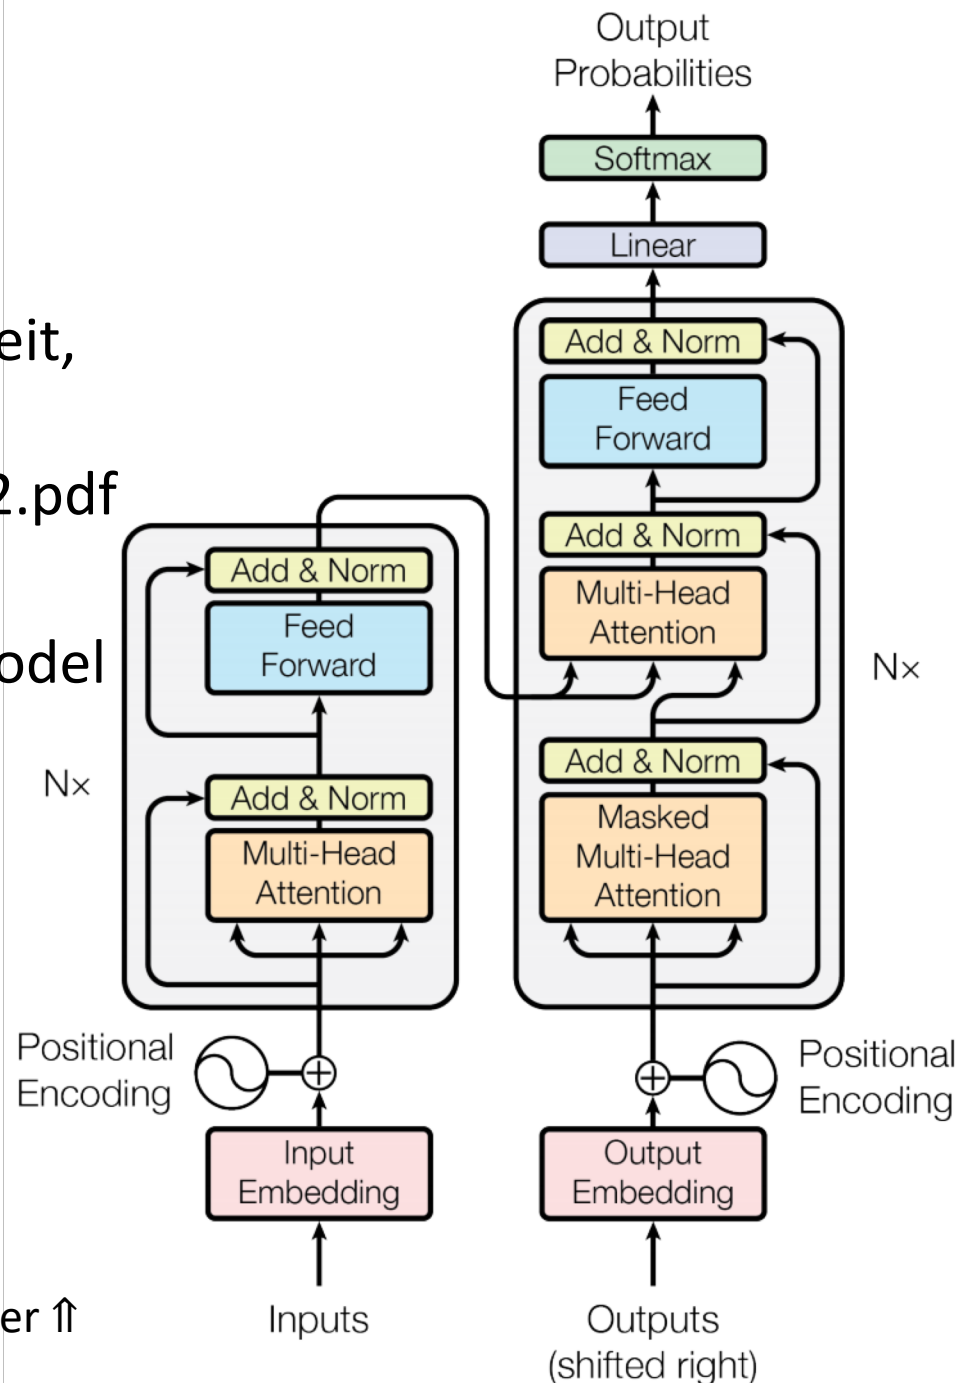 Output
Probabilities
Softmax
Linear
Add & Norm
Feed
Forward
Add & Norm
Multi-Head
Attention
Add & Norm
Masked
Multi-Head
Attention
Nx
Positional
Encoding
Output
Embedding
Outputs
(shifted right)
eit,
2.pdf
odel
Add & Norm
Feed
Forward
Nx
Add & Norm
Multi-Head
Attention
Positional
Encoding
Input
Embedding
er ⇑
Inputs